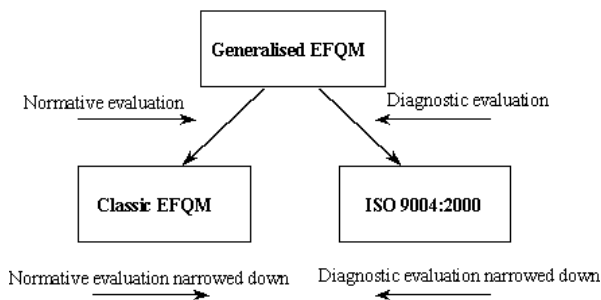 Generalised EFQM
Normative evaluation
Diagnostic evaluation
Classic EFQM
ISO 9004:2000
Normative evaluation narrowed down
Diagnostic evaluation narrowed down